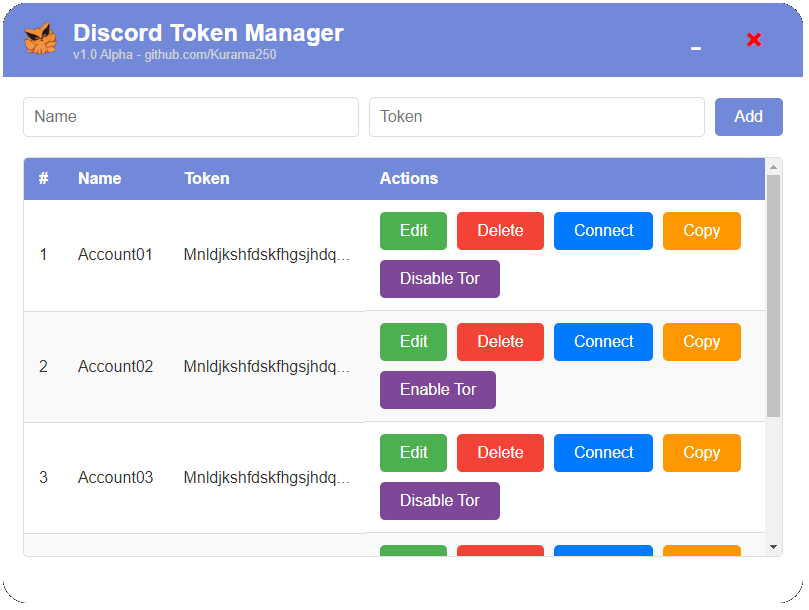 Discord Token Manager
v1.0 Alpha - github.com/Kurama250
Name Token Add
# Name Token Actions
1 Account01 Mnldjkshfdskfhgsjhdq... Edit Delete Connect Copy
Disable Tor
2 Account02 Mnldjkshfdskfhgsjhdq... Edit Delete Connect Copy
Enable Tor
3 Account03 Mnldjkshfdskfhgsjhdq... Edit Delete Connect Copy
Disable Tor